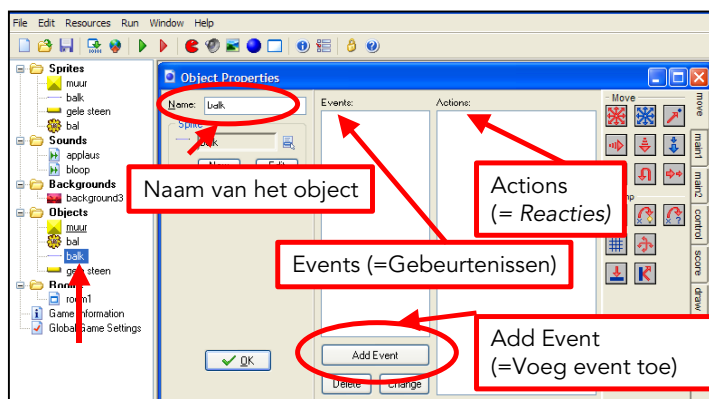 File Edit Resources Run Window Help
Sprites
muur
balk
gele steen
bal
Sounds
applaus
bloop
Backgrounds
background3
Objects
muur
bal
balk
gele steen
room1
Game Information
Global Game Settings
Object Properties
Name: balk
Events:
Actions:
Move
Naam van het object
Actions
(= Reacties)
Events (=Gebeurtenissen)
Add Event
(=Voeg event toe)
OK
Add Event
Delete Change
move
main1
main2
control
score
draw